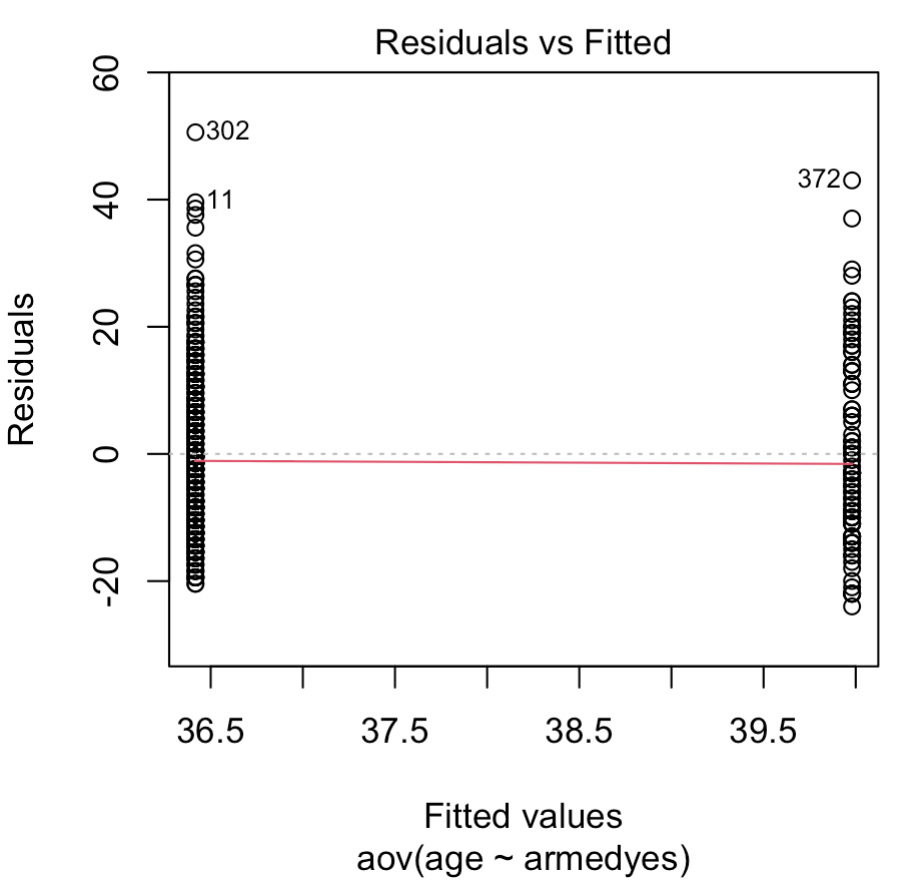 Residuals vs Fitted
60
40
20
0
-20
Residuals
302
11
372
36.5 37.5 38.5 39.5
Fitted values
aov(age ~ armedyes)